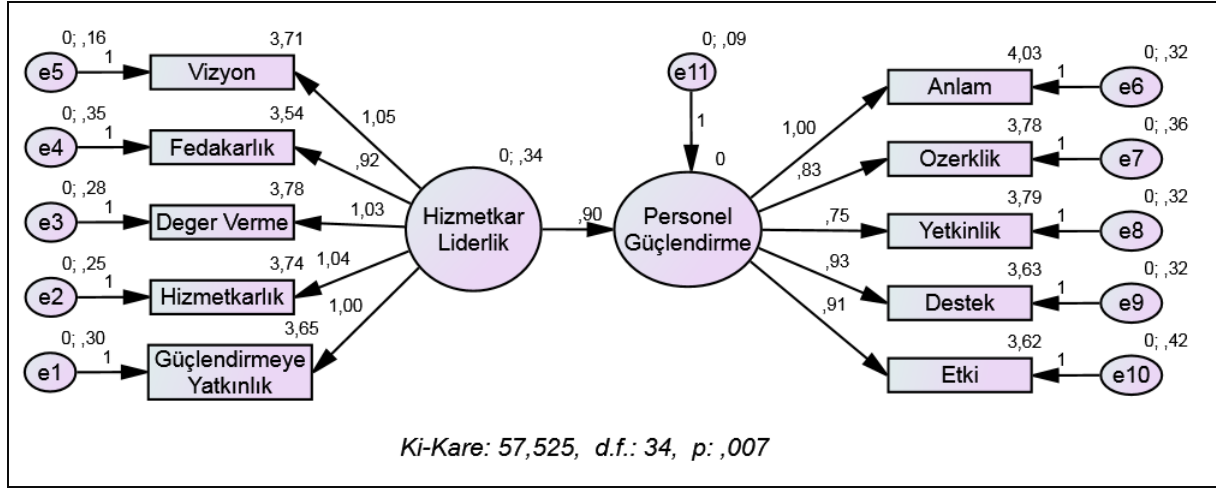 0; ,16
e5
1
3,71
Vizyon
0; ,35
e4
1
3,54
Fedakarlık
0; ,28
e3
1
3,78
Deger Verme
0; ,25
e2
1
3,74
Hizmetkarlık
0; ,30
e1
1
3,65
Güçlendirmeye
Yatkınlık
1,05
,92
1,03
1,04
1,00
0; ,34
Hizmetkar
Liderlik
,90
0; ,09
e11
1
0
Personel
Güçlendirme
1,00
,83
,75
,93
,91
4,03
Anlam
1
0; ,32
e6
3,78
Ozerklik
1
0; ,36
e7
3,79
Yetkinlik
1
0; ,32
e8
3,63
Destek
1
0; ,32
e9
3,62
Etki
1
0; ,42
e10
Ki-Kare: 57,525, d.f.: 34, p: ,007